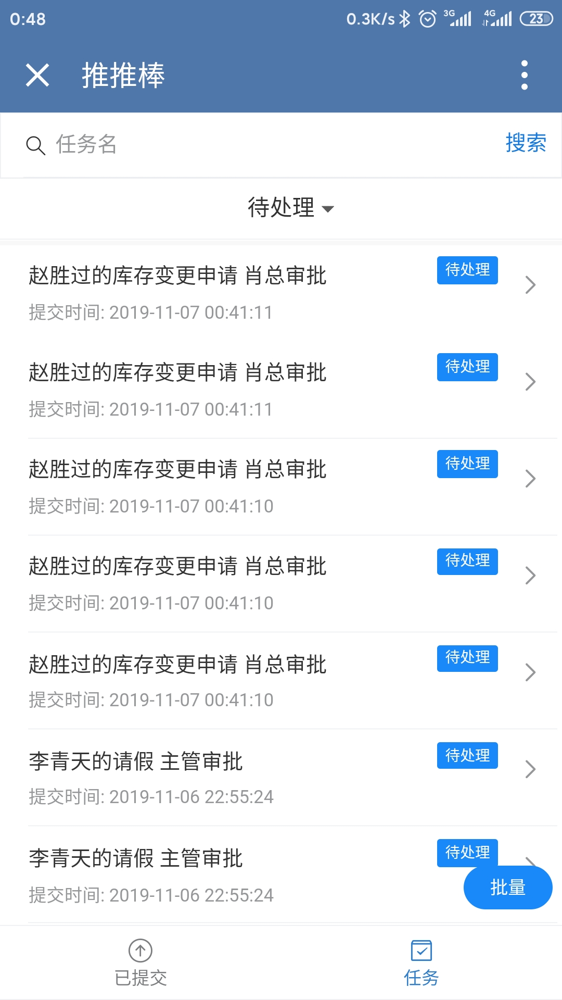 0:48 0.3K/s 3G 4G 23
推推棒
任务名 搜索
待处理
赵胜过的库存变更申请 肖总审批 待处理
提交时间: 2019-11-07 00:41:11
赵胜过的库存变更申请 肖总审批 待处理
提交时间: 2019-11-07 00:41:11
赵胜过的库存变更申请 肖总审批 待处理
提交时间: 2019-11-07 00:41:10
赵胜过的库存变更申请 肖总审批 待处理
提交时间: 2019-11-07 00:41:10
赵胜过的库存变更申请 肖总审批 待处理
提交时间: 2019-11-07 00:41:10
李青天的请假 主管审批 待处理
提交时间: 2019-11-06 22:55:24
李青天的请假 主管审批 待处理
提交时间: 2019-11-06 22:55:24 批量
已提交 任务